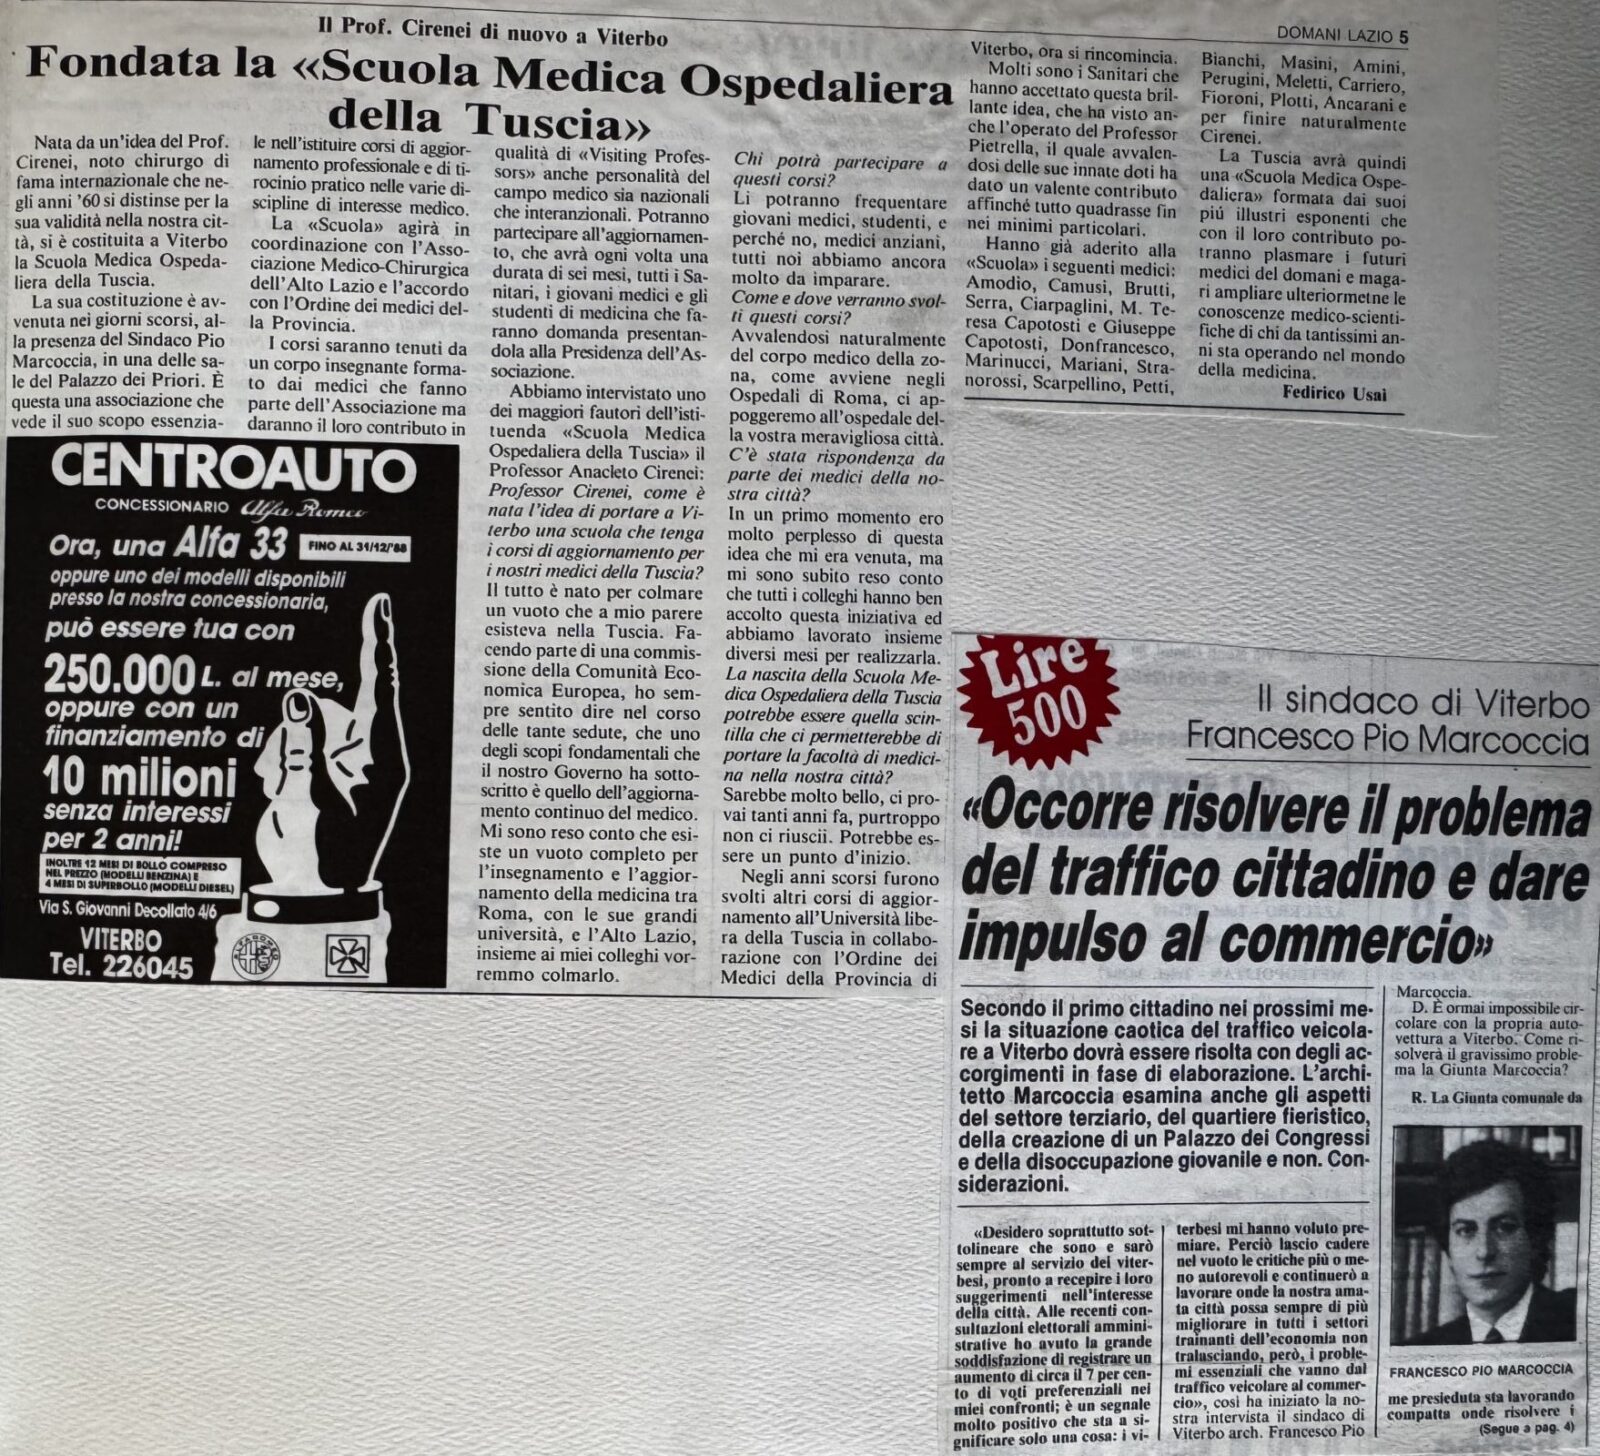 Il Prof. Cirenei di nuovo a Viterbo
Fondata la «Scuola Medica Ospedaliera
della Tuscia»
Nata da un'idea del Prof.
Cirenei, noto chirurgo di
fama internazionale che ne-
gli anni '60 si distinse per la
sua validità nella nostra cit-
tà, si è costituita a Viterbo
la Scuola Medica Ospeda-
liera della Tuscia.
La sua costituzione è av-
venuta nei giorni scorsi, al-
la presenza del Sindaco Pio
Marcoccia, in una delle sa-
le del Palazzo dei Priori. È
questa una associazione che
vede il suo scopo essenzia-
le nell'istituire corsi di aggior-
namento professionale e di ti-
rocinio pratico nelle varie di-
scipline di interesse medico.
La «Scuola» agirà in
coordinazione con l'Asso-
ciazione Medico-Chirurgica
dell'Alto Lazio e l'accordo
con l'Ordine dei medici del-
la Provincia.
I corsi saranno tenuti da
un corpo insegnante forma-
to dai medici che fanno
parte dell'Associazione ma
daranno il loro contributo in
qualità di «Visiting Profes-
sors» anche personalità del
campo medico sia nazionali
che interanzionali. Potranno
partecipare all'aggiornamen-
to, che avrà ogni volta una
durata di sei mesi, tutti i Sa-
nitari, i giovani medici e gli
studenti di medicina che fa-
ranno domanda presentan-
dola alla Presidenza dell'As-
sociazione.
Abbiamo intervistato uno
dei maggiori fautori dell'isti-
tuenda «Scuola Medica
Ospedaliera della Tuscia» il
Professor Anacleto Cirenei:
Professor Cirenei, come è
nata l'idea di portare a Vi-
terbo una scuola che tenga
i corsi di aggiornamento per
i nostri medici della Tuscia?
Il tutto è nato per colmare
un vuoto che a mio parere
esisteva nella Tuscia. Fa-
cendo parte di una commis-
sione della Comunità Eco-
nomica Europea, ho sem-
pre sentito dire nel corso
delle tante sedute, che uno
degli scopi fondamentali che
il nostro Governo ha sotto-
scritto è quello dell'aggiorna-
mento continuo del medico.
Mi sono reso conto che esi-
ste un vuoto completo per
l'insegnamento e l'aggior-
namento della medicina tra
Roma, con le sue grandi
università, e l'Alto Lazio,
insieme ai miei colleghi vor-
remmo colmarlo.
Chi potrà partecipare a
questi corsi?
Li potranno frequentare
giovani medici, studenti, e
perché no, medici anziani,
tutti noi abbiamo ancora
molto da imparare.
Come e dove verranno svol-
ti questi corsi?
Avvalendosi naturalmente
del corpo medico della zo-
na, come avviene negli
Ospedali di Roma, ci ap-
poggeremo all'ospedale del-
la vostra meravigliosa città.
C'è stata rispondenza da
parte dei medici della no-
stra città?
In un primo momento ero
molto perplesso di questa
idea che mi era venuta, ma
mi sono subito reso conto
che tutti i colleghi hanno ben
accolto questa iniziativa ed
abbiamo lavorato insieme
diversi mesi per realizzarla.
La nascita della Scuola Me-
dica Ospedaliera della Tuscia
potrebbe essere quella scin-
tilla che ci permetterebbe di
portare la facoltà di medici-
na nella nostra città?
Sarebbe molto bello, ci pro-
vai tanti anni fa, purtroppo
non ci riuscii. Potrebbe es-
sere un punto d'inizio.
Negli anni scorsi furono
svolti altri corsi di aggior-
namento all'Università libe-
ra della Tuscia in collabo-
razione con l'Ordine dei
Medici della Provincia di
DOMANI LAZIO 5
Viterbo, ora si rincomincia.
Molti sono i Sanitari che
hanno accettato questa bril-
lante idea, che ha visto an-
che l'operato del Professor
Pietrella, il quale avvalen-
dosi delle sue innate doti ha
dato un valente contributo
affinché tutto quadrasse fin
nei minimi particolari.
Hanno già aderito alla
«Scuola» i seguenti medici:
Amodio, Camusi, Brutti,
Serra, Ciarpaglini, M. Te-
resa Capotosti e Giuseppe
Capotosti, Donfrancesco,
Marinucci, Mariani, Stra-
norossi, Scarpellino, Petti,
Bianchi, Masini, Amini,
Perugini, Meletti, Carriero,
Fioroni, Plotti, Ancarani e
per finire naturalmente
Cirenei.
La Tuscia avrà quindi
una «Scuola Medica Ospe-
daliera» formata dai suoi
piú illustri esponenti che
con il loro contributo po-
tranno plasmare i futuri
medici del domani e maga-
ri ampliare ulteriormetne le
conoscenze medico-scienti-
fiche di chi da tantissimi an-
ni sta operando nel mondo
della medicina.
Federico Usai
CENTROAUTO
CONCESSIONARIO Alfa Romeo
Ora, una Alfa 33 FINO AL 31/12/'88
oppure uno dei modelli disponibili
presso la nostra concessionaria,
può essere tua con
250.000 L. al mese,
oppure con un
finanziamento di
10 milioni
senza interessi
per 2 anni!
INOLTRE 12 MESI DI BOLLO COMPRESO
NEL PREZZO (MODELLI BENZINA) E
4 MESI DI SUPERBOLLO (MODELLI DIESEL)
Via S. Giovanni Decollato 4/6
VITERBO
Tel. 226045
Lire
500
Il sindaco di Viterbo
Francesco Pio Marcoccia
«Occorre risolvere il problema
del traffico cittadino e dare
impulso al commercio»
Secondo il primo cittadino nei prossimi me-
si la situazione caotica del traffico veicola-
re a Viterbo dovrà essere risolta con degli ac-
corgimenti in fase di elaborazione. L'archi-
tetto Marcoccia esamina anche gli aspetti
del settore terziario, del quartiere fieristico,
della creazione di un Palazzo dei Congressi
e della disoccupazione giovanile e non. Con-
siderazioni.
«Desidero soprattutto sot-
tolineare che sono e sarò
sempre al servizio dei viter-
besi, pronto a recepire i loro
suggerimenti nell'interesse
della città. Alle recenti con-
sultazioni elettorali ammini-
strative ho avuto la grande
soddisfazione di registrare un
aumento di circa il 7 per cen-
to di voti preferenziali nei
miei confronti; è un segnale
molto positivo che sta a si-
gnificare solo una cosa: i vi-
terbesi mi hanno voluto pre-
miare. Perciò lascio cadere
nel vuoto le critiche più o me-
no autorevoli e continuerò a
lavorare onde la nostra ama-
ta città possa sempre di più
migliorare in tutti i settori
trainanti dell'economia non
tralasciando, però, i proble-
mi essenziali che vanno dal
traffico veicolare al commer-
cio», così ha iniziato la no-
stra intervista il sindaco di
Viterbo arch. Francesco Pio
Marcoccia.
D. È ormai impossibile cir-
colare con la propria auto-
vettura a Viterbo. Come ri-
solverà il gravissimo proble-
ma la Giunta Marcoccia?
R. La Giunta comunale da
FRANCESCO PIO MARCOCCIA
me presieduta sta lavorando
compatta onde risolvere i
(Segue a pag. 4)